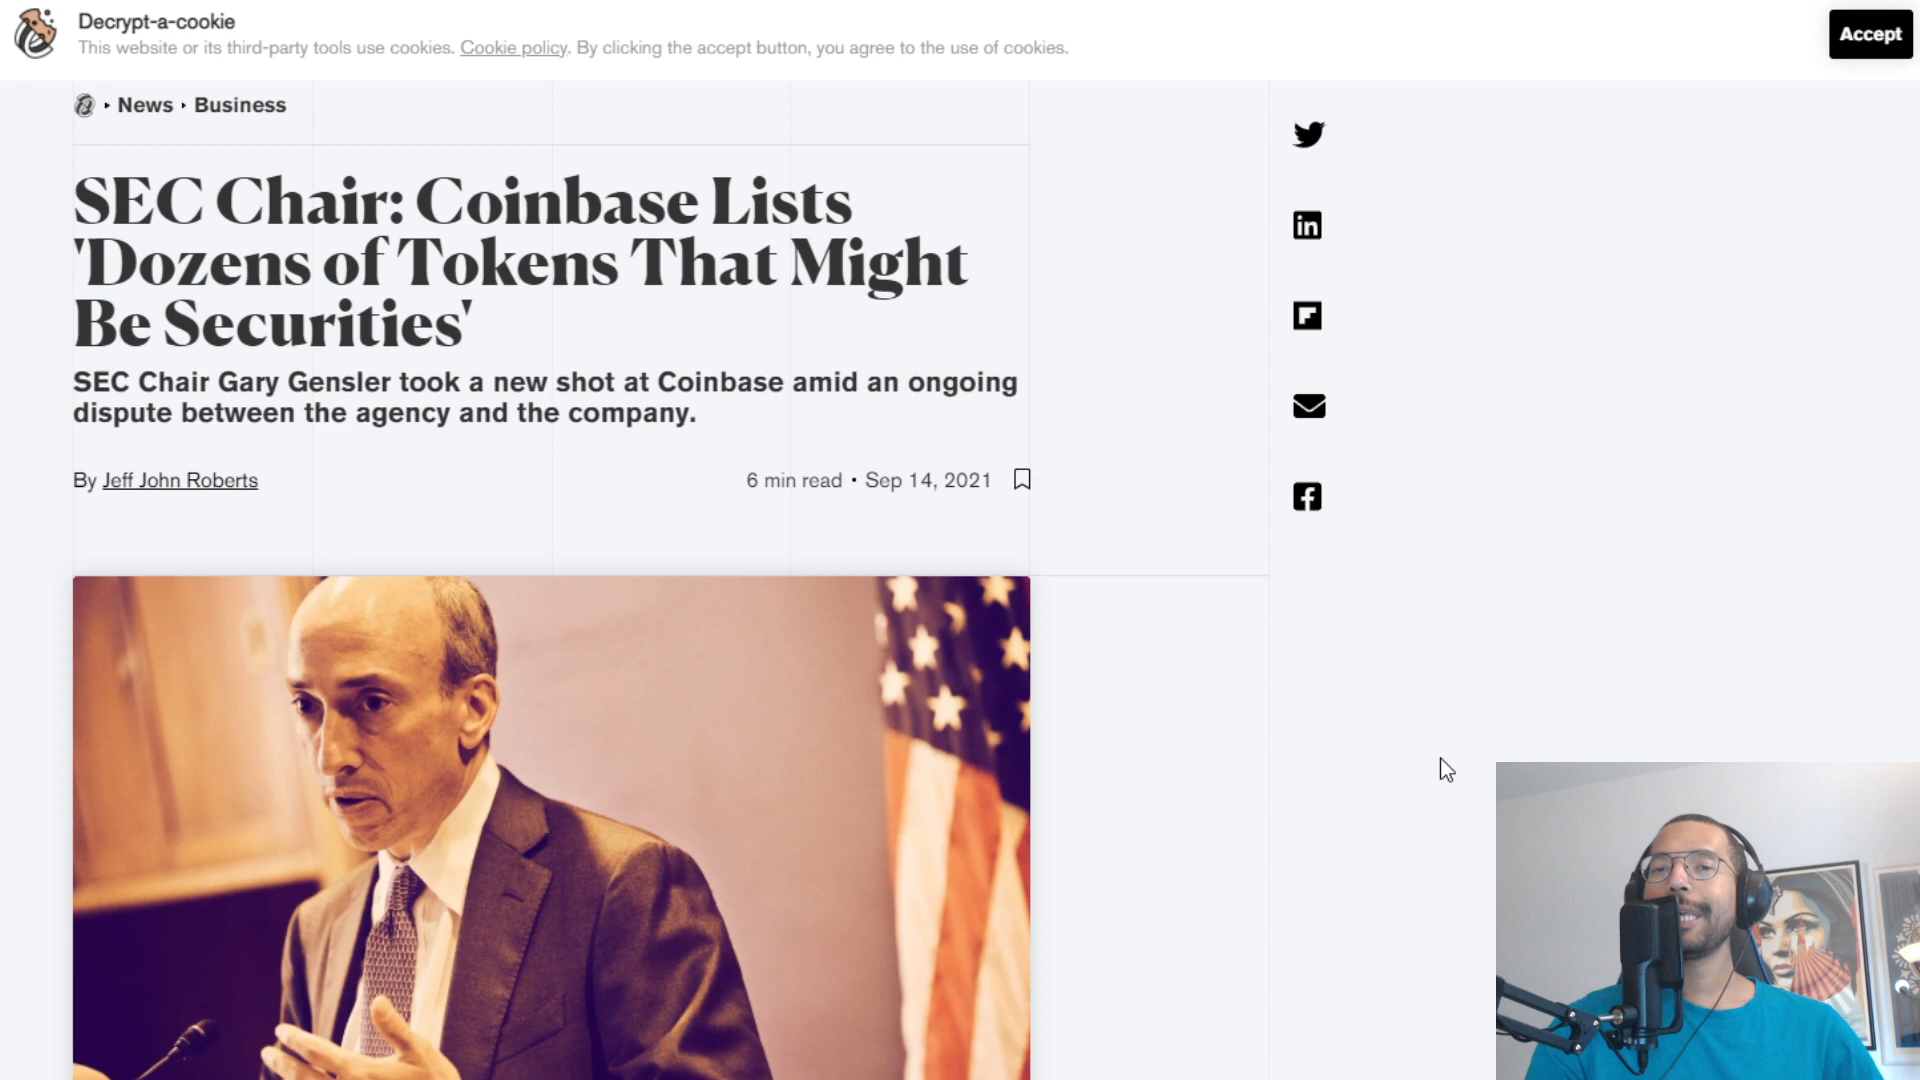 Decrypt-a-cookie
This website or its third-party tools use cookies. Cookie policy. By clicking the accept button, you agree to the use of cookies.
Accept
News · Business
SEC Chair: Coinbase Lists
'Dozens of Tokens That Might
Be Securities'
SEC Chair Gary Gensler took a new shot at Coinbase amid an ongoing
dispute between the agency and the company.
By Jeff John Roberts
6 min read • Sep 14, 2021